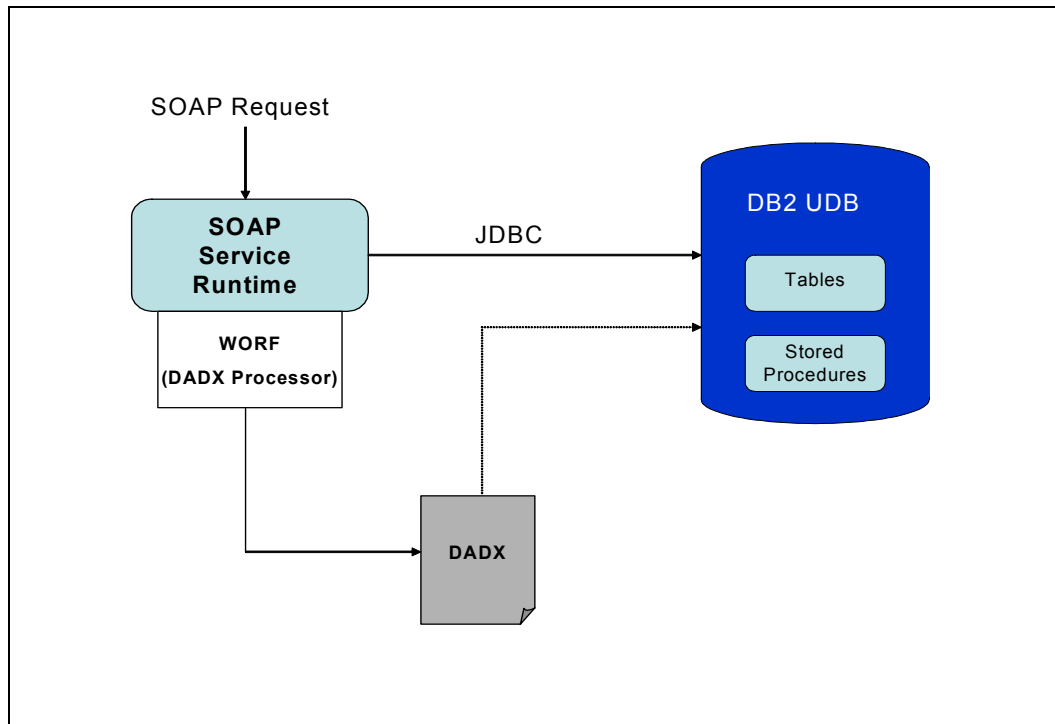 SOAP Request
SOAP
Service
Runtime
WORF
(DADX Processor)
JDBC
DB2 UDB
Tables
Stored
Procedures
DADX